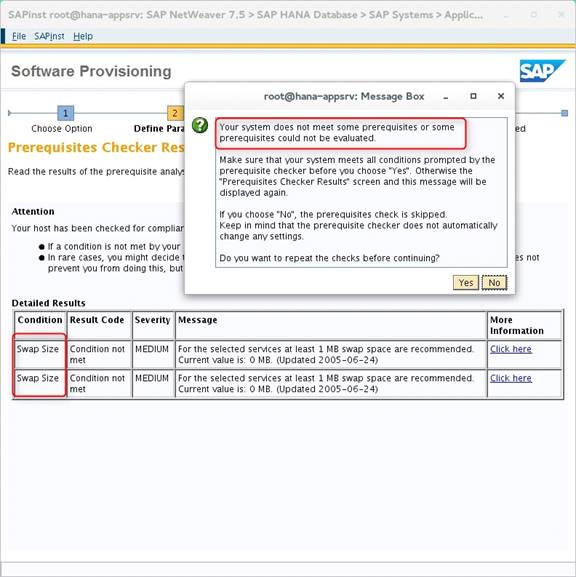 SAPinst root@hana-appsrv: SAP NetWeaver 7.5 > SAP HANA Database > SAP Systems > Applic...
File SAPinst Help
Software Provisioning
SAP
root@hana-appsrv: Message Box
1
2
Choose Option
Define Para
ed
Your system does not meet some prerequisites or some
prerequisites could not be evaluated.
Make sure that your system meets all conditions prompted by the
prerequisite checker before you choose "Yes". Otherwise the
"Prerequisites Checker Results" screen and this message will be
displayed again.
If you choose "No", the prerequisites check is skipped.
Keep in mind that the prerequisite checker does not automatically
change any settings.
Do you want to repeat the checks before continuing?
Yes No
Prerequisites Checker Res
Read the results of the prerequisite analys
Attention
Your host has been checked for complian
If a condition is not met by your
In rare cases, you might decide t
es not
prevent you from doing this, but
Detailed Results
Condition Result Code Severity Message More
Information
Swap Size Condition not
met MEDIUM For the selected services at least 1 MB swap space are recommended.
Current value is: 0 MB. (Updated 2005-06-24) Click here
Swap Size Condition not
met MEDIUM For the selected services at least 1 MB swap space are recommended.
Current value is: 0 MB. (Updated 2005-06-24) Click here